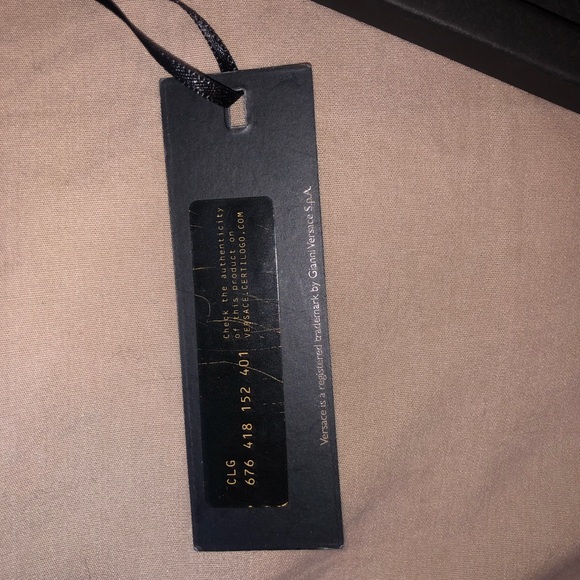 Check the authenticity
of this product on
VERSACE.CERTILOGO.COM
CLG
676 418 152 401
Versace is a registered trademark by Gianni Versace S.p.A.